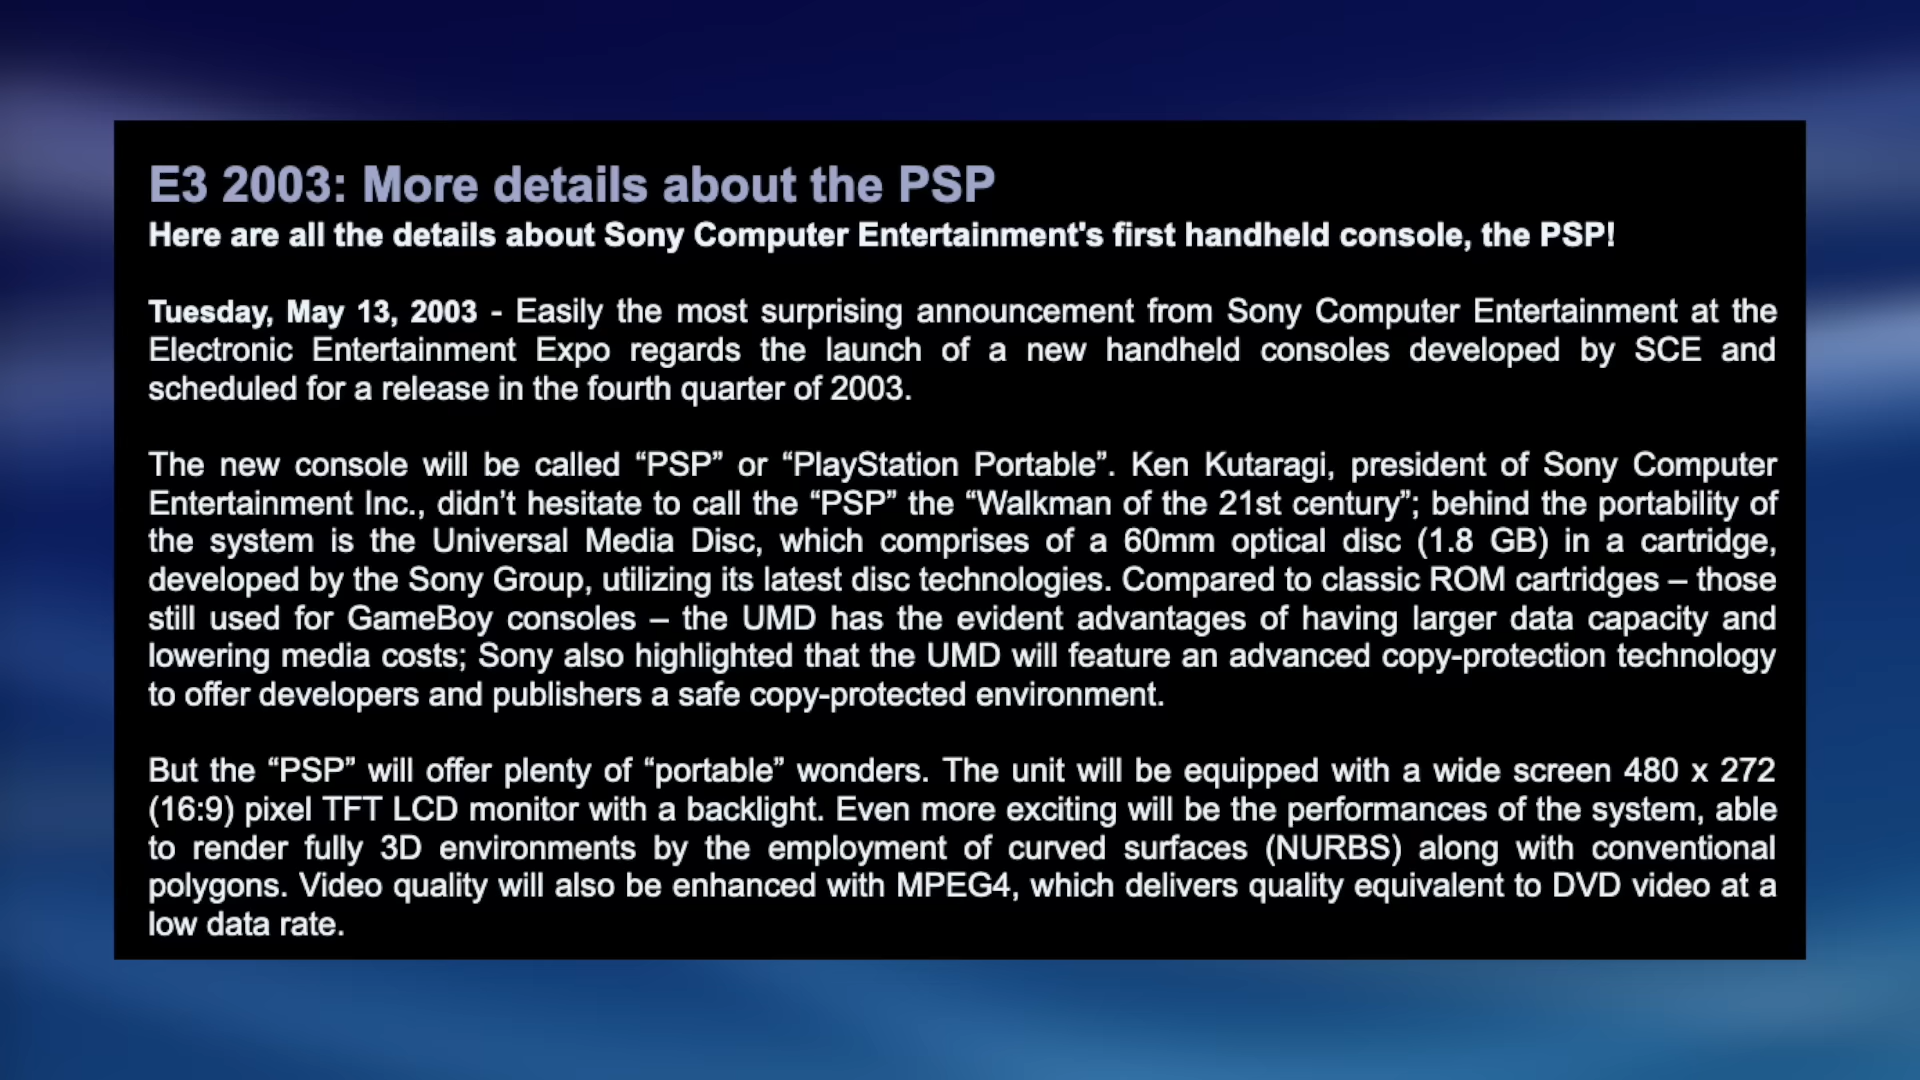 E3 2003: More details about the PSP
Here are all the details about Sony Computer Entertainment's first handheld console, the PSP!
Tuesday, May 13, 2003 - Easily the most surprising announcement from Sony Computer Entertainment at the
Electronic Entertainment Expo regards the launch of a new handheld consoles developed by SCE and
scheduled for a release in the fourth quarter of 2003.
The new console will be called “PSP” or “PlayStation Portable”. Ken Kutaragi, president of Sony Computer
Entertainment Inc., didn’t hesitate to call the “PSP” the “Walkman of the 21st century”; behind the portability of
the system is the Universal Media Disc, which comprises of a 60mm optical disc (1.8 GB) in a cartridge,
developed by the Sony Group, utilizing its latest disc technologies. Compared to classic ROM cartridges – those
still used for GameBoy consoles – the UMD has the evident advantages of having larger data capacity and
lowering media costs; Sony also highlighted that the UMD will feature an advanced copy-protection technology
to offer developers and publishers a safe copy-protected environment.
But the “PSP” will offer plenty of “portable” wonders. The unit will be equipped with a wide screen 480 x 272
(16:9) pixel TFT LCD monitor with a backlight. Even more exciting will be the performances of the system, able
to render fully 3D environments by the employment of curved surfaces (NURBS) along with conventional
polygons. Video quality will also be enhanced with MPEG4, which delivers quality equivalent to DVD video at a
low data rate.